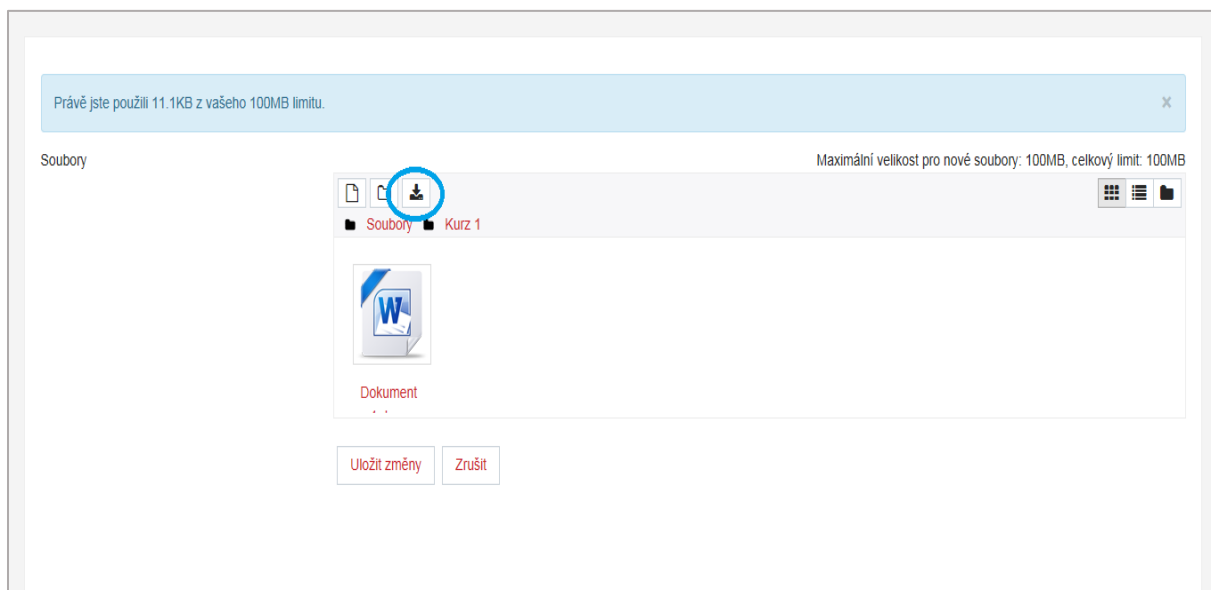 Právě jste použili 11.1KB z vašeho 100MB limitu.
x
Soubory
Maximální velikost pro nové soubory: 100MB, celkový limit: 100MB
Soubory Kurz 1
W
Dokument
Uložit změny Zrušit